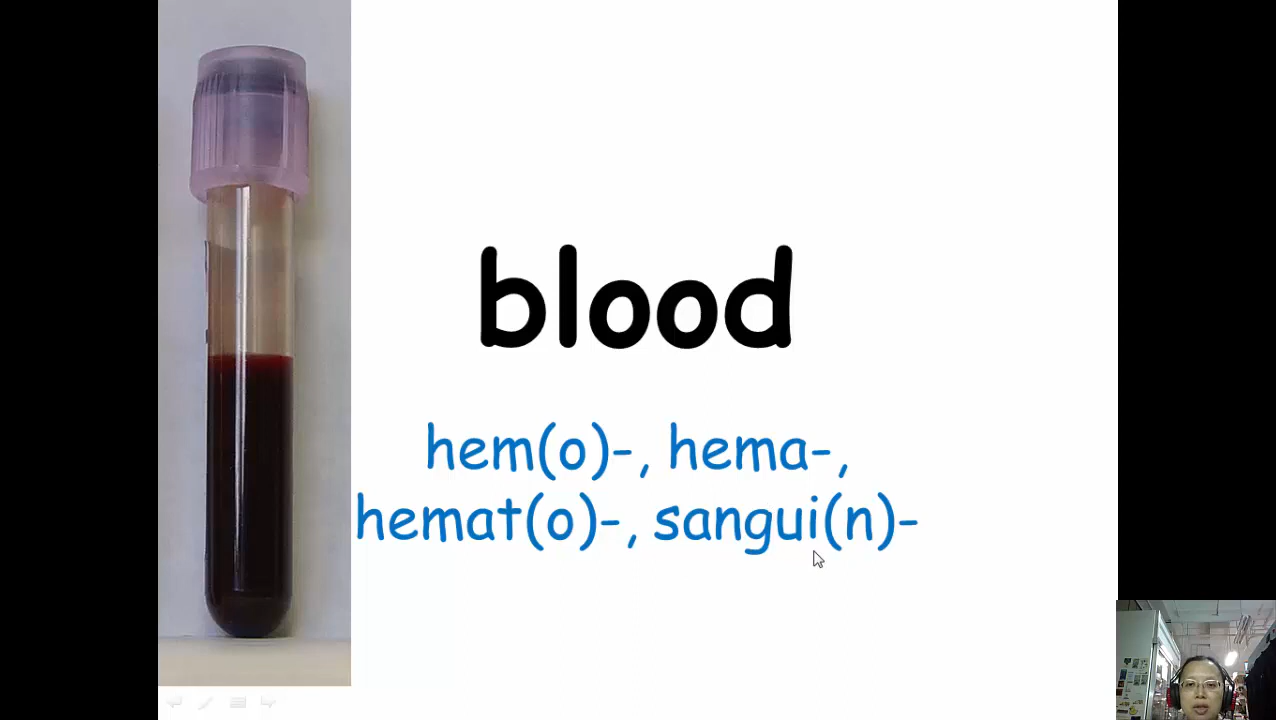 blood
hem(o)-, hema-,
hemat(o)-, sangui(n)-